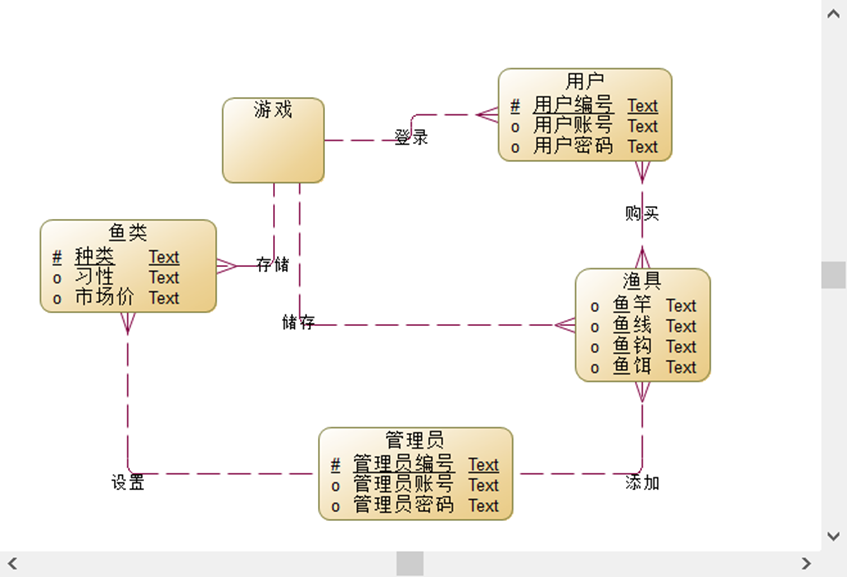 用户
# 用户编号 Text
o 用户账号 Text
o 用户密码 Text
游戏
登录
购买
鱼类
# 种类 Text
o 习性 Text
o 市场价 Text
存储
渔具
o 鱼竿 Text
o 鱼线 Text
o 鱼钩 Text
o 鱼饵 Text
储存
管理员
# 管理员编号 Text
o 管理员账号 Text
o 管理员密码 Text
设置
添加